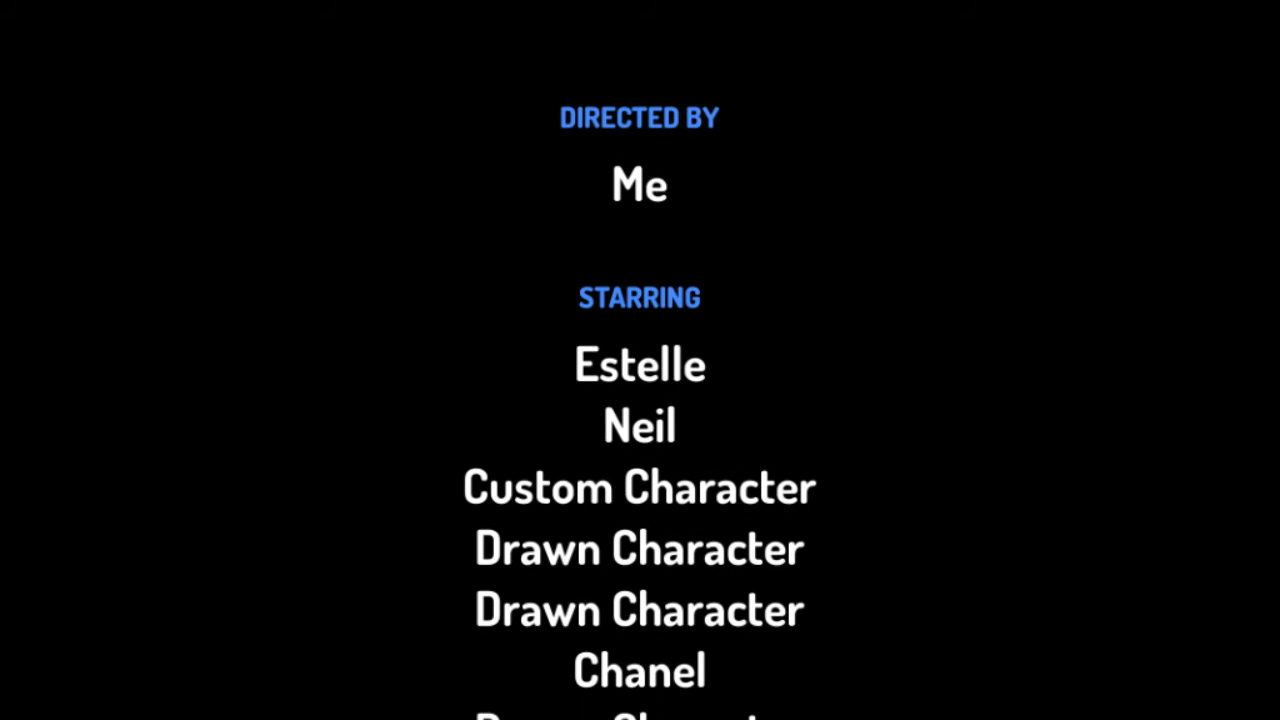 DIRECTED BY
Me
STARRING
Estelle
Neil
Custom Character
Drawn Character
Drawn Character
Chanel